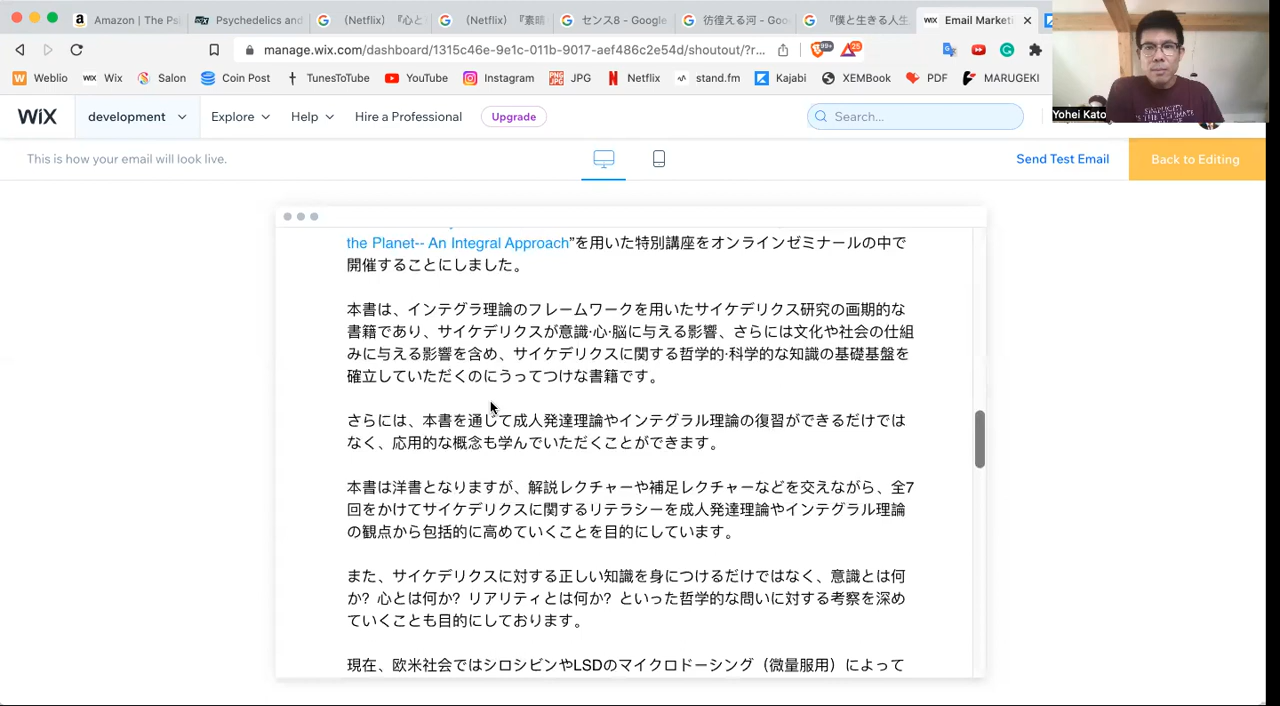 Amazon | The Psy
Psychedelics and
(Netflix) 『心と
(Netflix) 『素晴
センス8 - Google
彷徨える河 - Goo
『僕と生きる人生
WiX Email Marketi
manage.wix.com/dashboard/1315c46e-9e1c-011b-9017-aef486c2e54d/shoutout/?r...
99+
25
Weblio
WiX Wix
Salon
Coin Post
TunesToTube
YouTube
Instagram
JPG
Netflix
stand.fm
Kajabi
XEMBook
PDF
MARUGEKI
Yohei Kato
WiX
development
Explore
Help
Hire a Professional
Upgrade
Search...
This is how your email will look live.
Send Test Email
Back to Editing
the Planet-- An Integral Approach”を用いた特別講座をオンラインゼミナールの中で
開催することにしました。
本書は、インテグラ理論のフレームワークを用いたサイケデリクス研究の画期的な
書籍であり、サイケデリクスが意識·心·脳に与える影響、さらには文化や社会の仕組
みに与える影響を含め、サイケデリクスに関する哲学的·科学的な知識の基礎基盤を
確立していただくのにうってつけな書籍です。
さらには、本書を通じて成人発達理論やインテグラル理論の復習ができるだけでは
なく、応用的な概念も学んでいただくことができます。
本書は洋書となりますが、解説レクチャーや補足レクチャーなどを交えながら、全7
回をかけてサイケデリクスに関するリテラシーを成人発達理論やインテグラル理論
の観点から包括的に高めていくことを目的にしています。
また、サイケデリクスに対する正しい知識を身につけるだけではなく、意識とは何
か？心とは何か？リアリティとは何か？といった哲学的な問いに対する考察を深め
ていくことも目的にしております。
現在、欧米社会ではシロシビンやLSDのマイクロドーシング（微量服用）によって